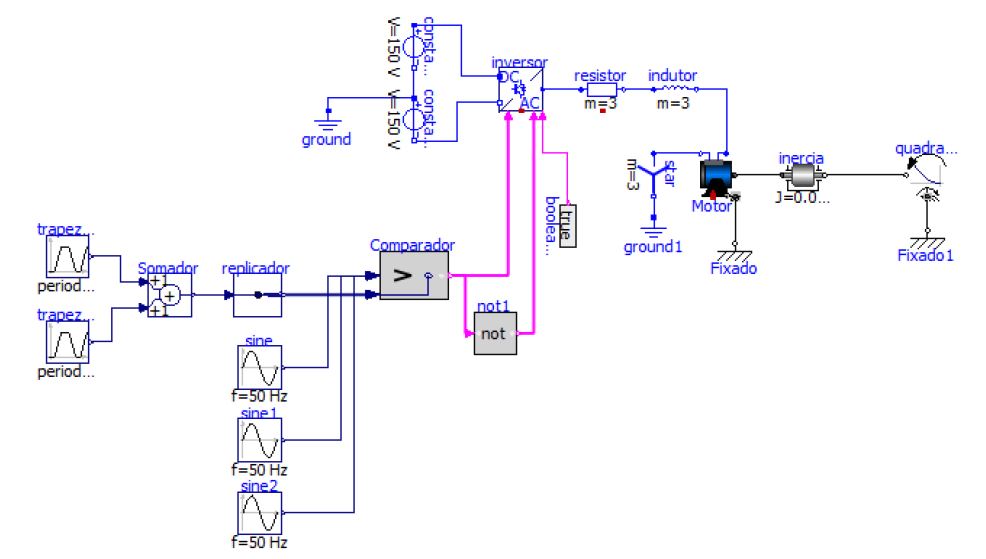 V=150 V
consta...
V=150 V
consta...
ground
inversor
DC
AC
resistor
m=3
indutor
m=3
m=3
star
ground1
Motor
Fixado
inercia
J=0.0...
quadra...
Fixado1
boolea...
true
trapez...
period...
trapez...
period...
Somador
+1
+
+1
replicador
Comparador
>
not1
not
sine
f=50 Hz
sine1
f=50 Hz
sine2
f=50 Hz